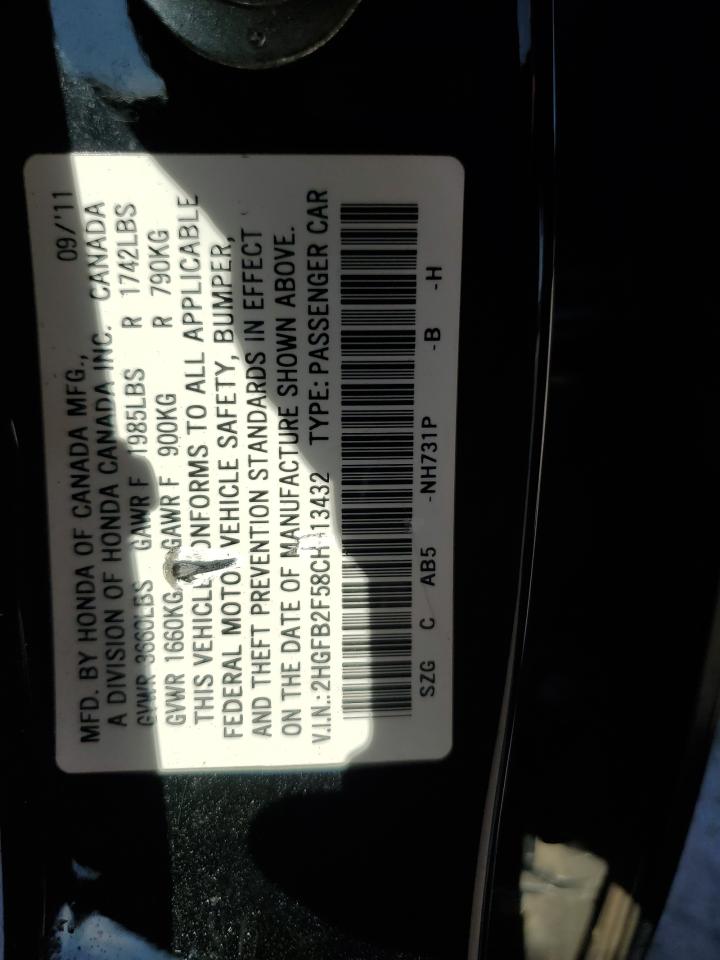 MFD. BY HONDA OF CANADA MFG., 09/'11
A DIVISION OF HONDA CANADA INC. CANADA
GVWR 3660LBS GAWR F 1985LBS R 1742LBS
GVWR 1660KG GAWR F 900KG R 790KG
THIS VEHICLE CONFORMS TO ALL APPLICABLE
FEDERAL MOTOR VEHICLE SAFETY, BUMPER,
AND THEFT PREVENTION STANDARDS IN EFFECT
ON THE DATE OF MANUFACTURE SHOWN ABOVE.
V.I.N.: TYPE: PASSENGER CAR
SZG C AB5 -NH731P -B -H